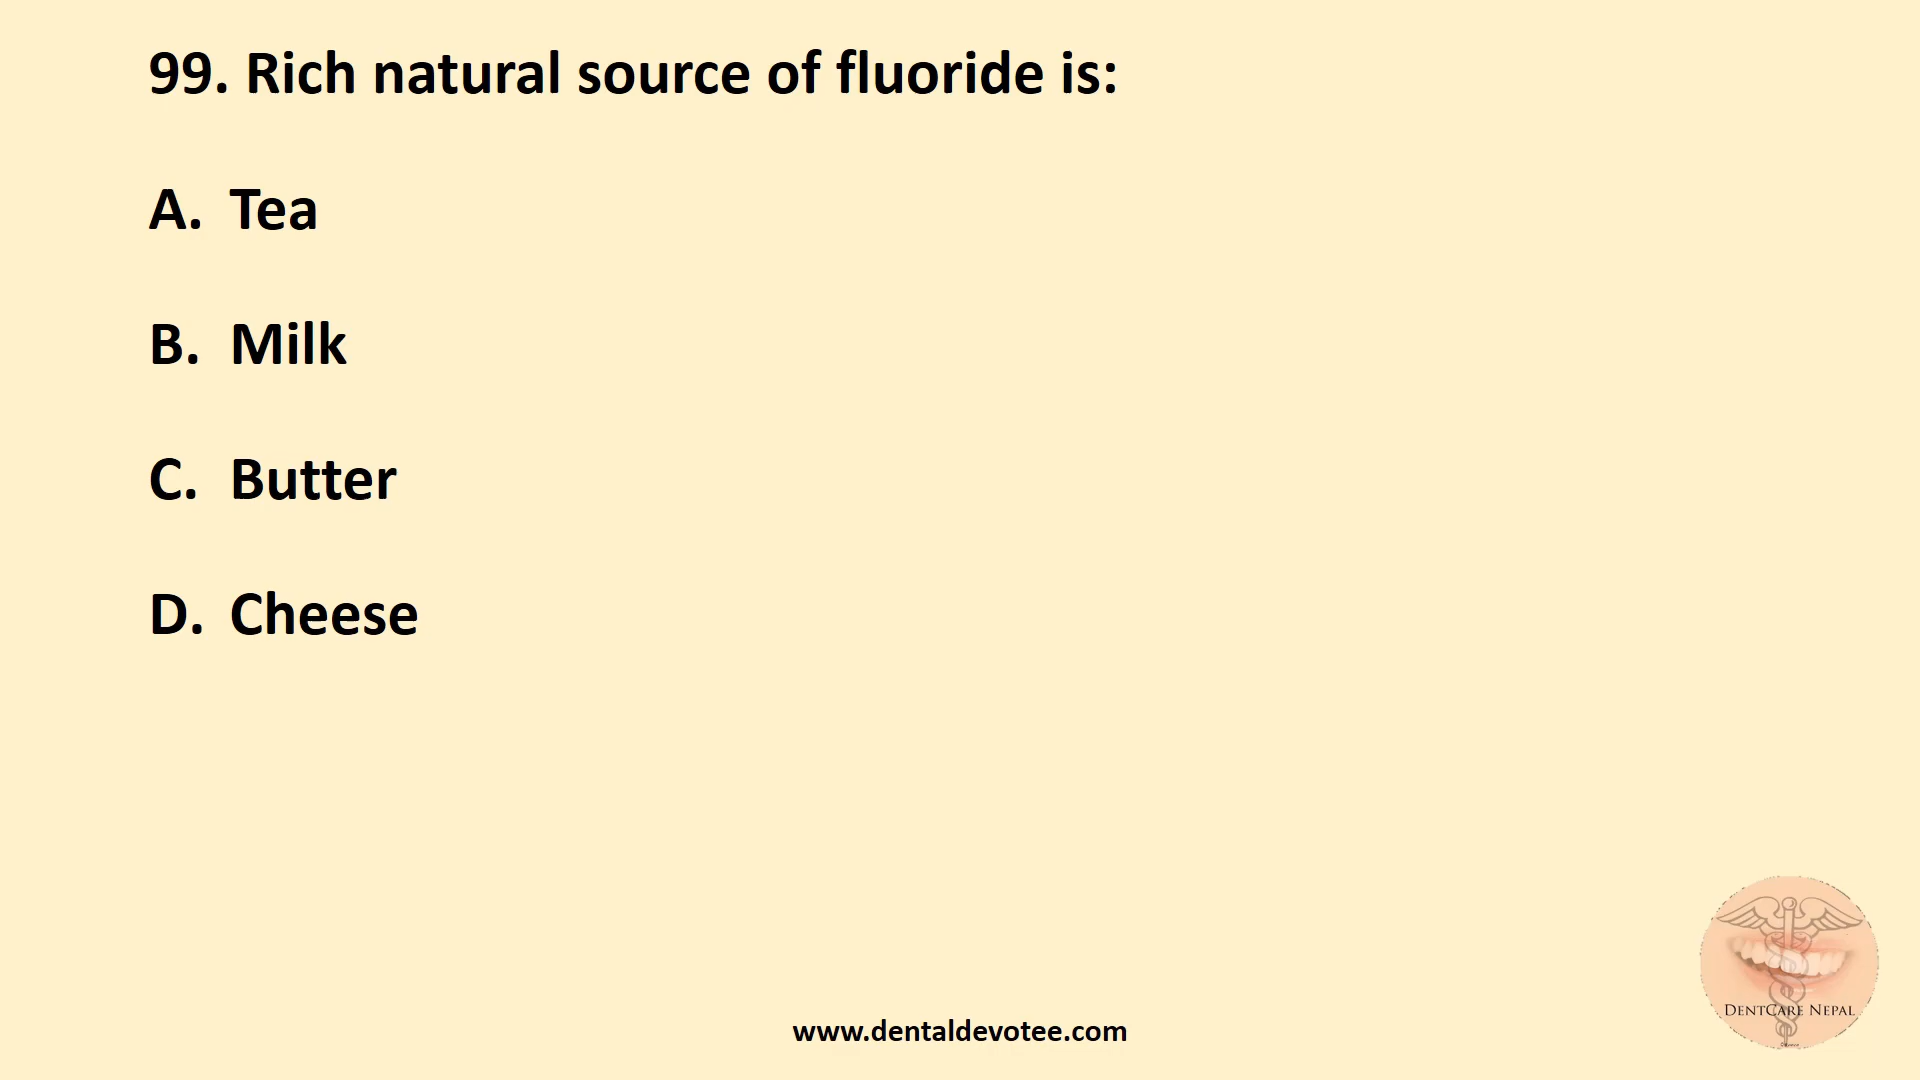 99. Rich natural source of fluoride is:
A. Tea
B. Milk
C. Butter
D. Cheese
www.dentaldevotee.com
DENTCARE NEPAL